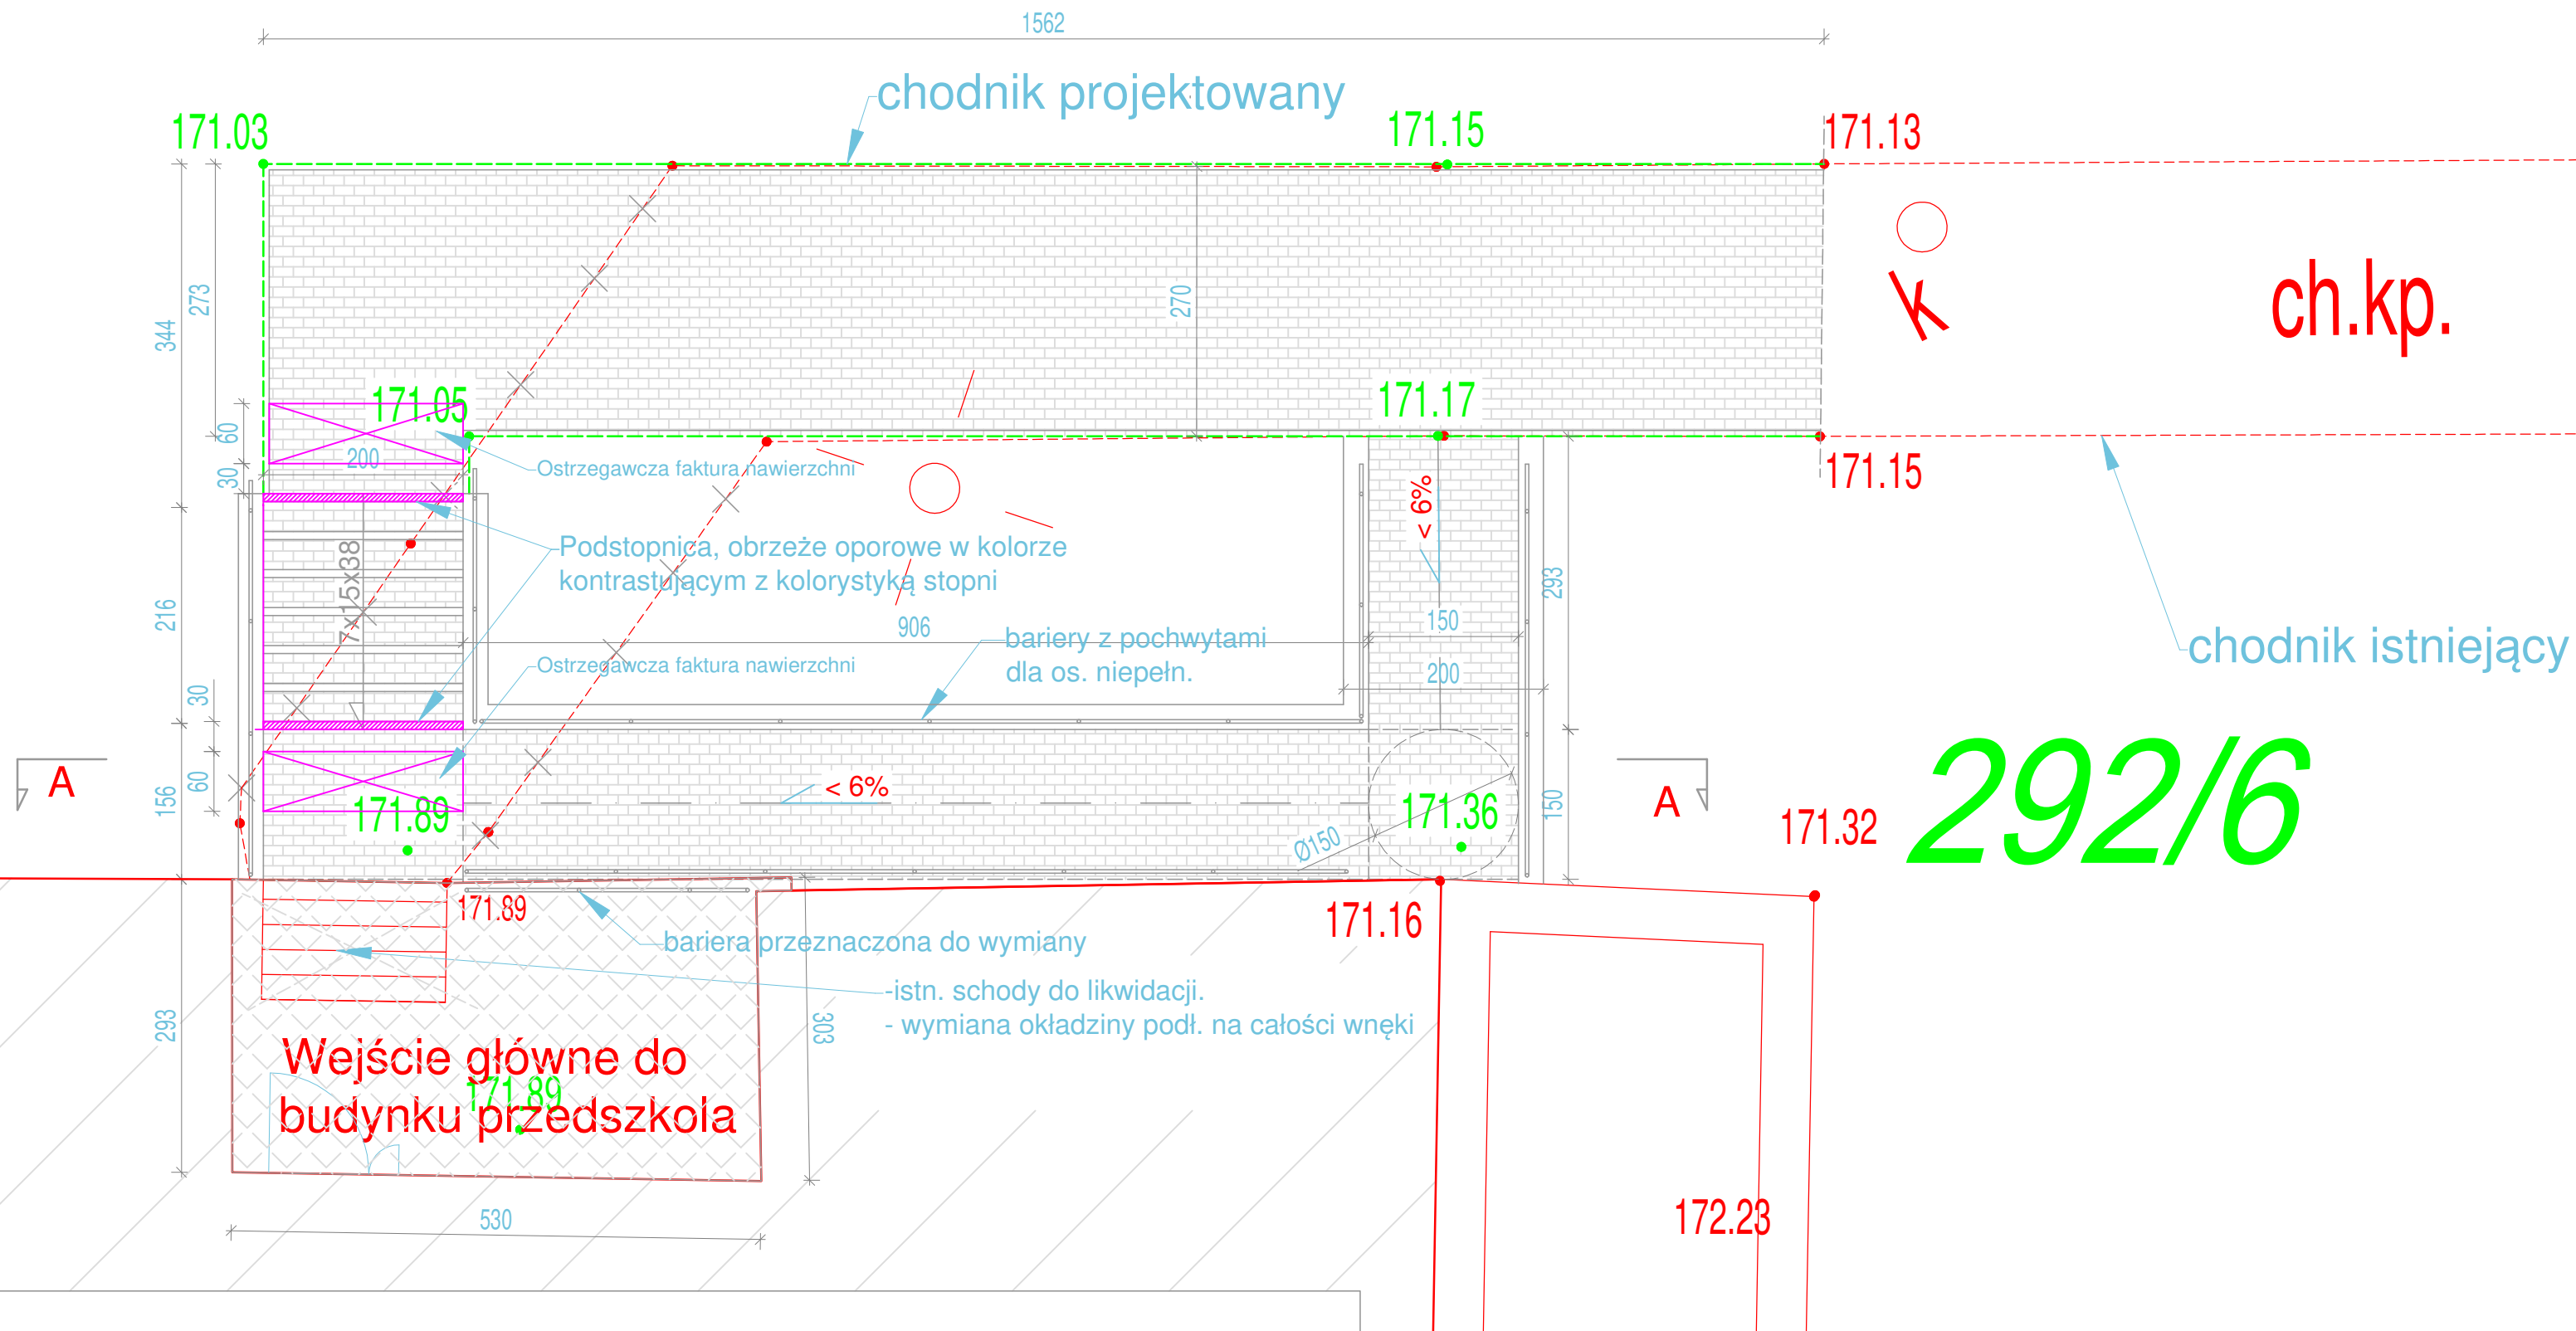 1562
chodnik projektowany
171.03
171.15
171.13
273
344
270
k
ch.kp.
171.05
171.17
60
200
30
Ostrzegawcza faktura nawierzchni
171.15
< 6%
Podstopnica, obrzeże oporowe w kolorze
kontrastującym z kolorystyką stopni
7x15x38
216
293
906
150
bariery z pochwytami
dla os. niepełn.
chodnik istniejący
Ostrzegawcza faktura nawierzchni
200
30
60
156
A
< 6%
A
292/6
171.89
171.36
150
171.32
Ø150
171.89
171.16
bariera przeznaczona do wymiany
-istn. schody do likwidacji.
- wymiana okładziny podł. na całości wnęki
293
303
Wejście główne do
171.89
budynku przedszkola
530
172.23